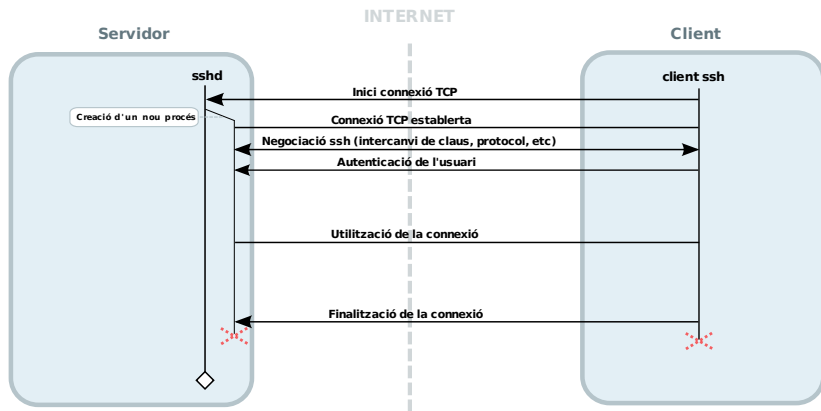 INTERNET
Servidor
Client
sshd
client ssh
Inici connexió TCP
Creació d'un nou procés
Connexió TCP establerta
Negociació ssh (intercanvi de claus, protocol, etc)
Autenticació de l'usuari
Utilització de la connexió
Finalització de la connexió